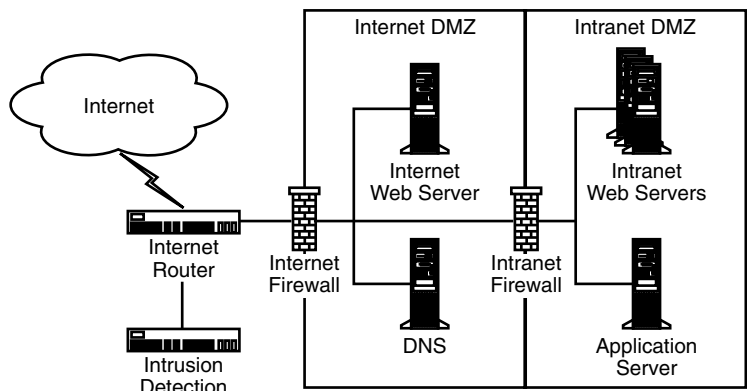 Internet DMZ
Intranet DMZ
Internet
Internet
Web Server
Intranet
Web Servers
Internet
Router
Internet
Firewall
Intranet
Firewall
DNS
Application
Server
Intrusion
Detection